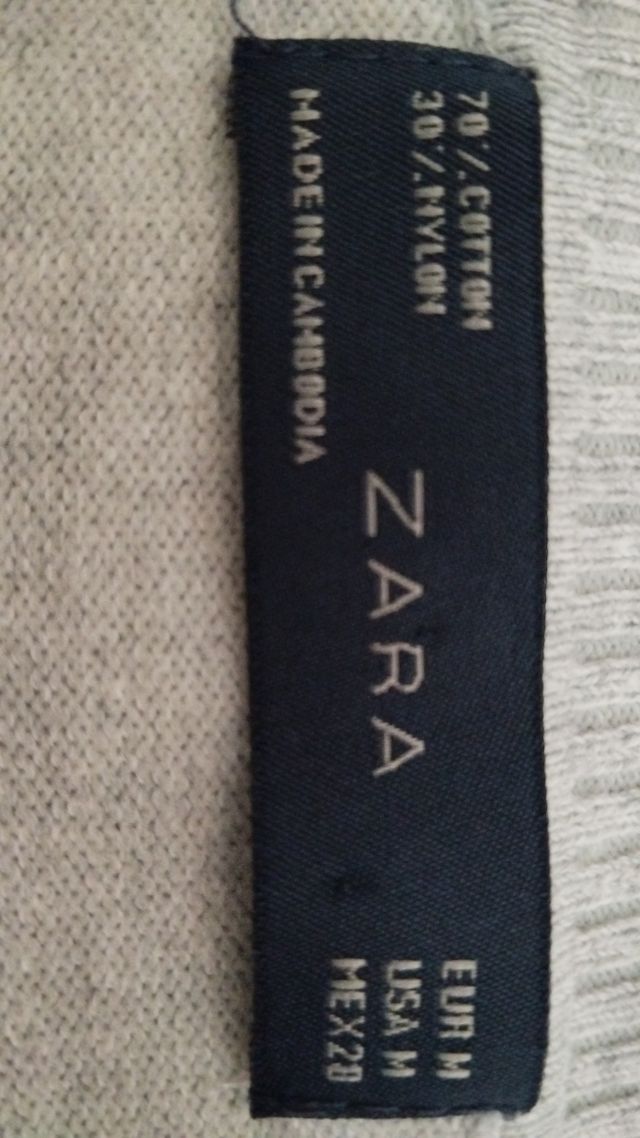 70% COTTON
30% NYLON
MADE IN CAMBODIA
ZARA
EUR M
USA M
MEX 28